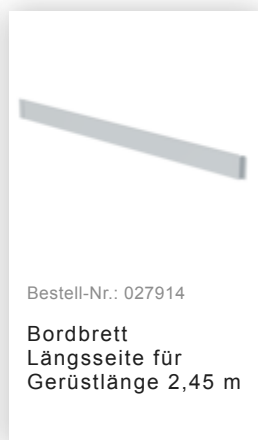 Bestell-Nr.: 027914
Bordbrett
Längsseite für
Gerüstlänge 2,45 m